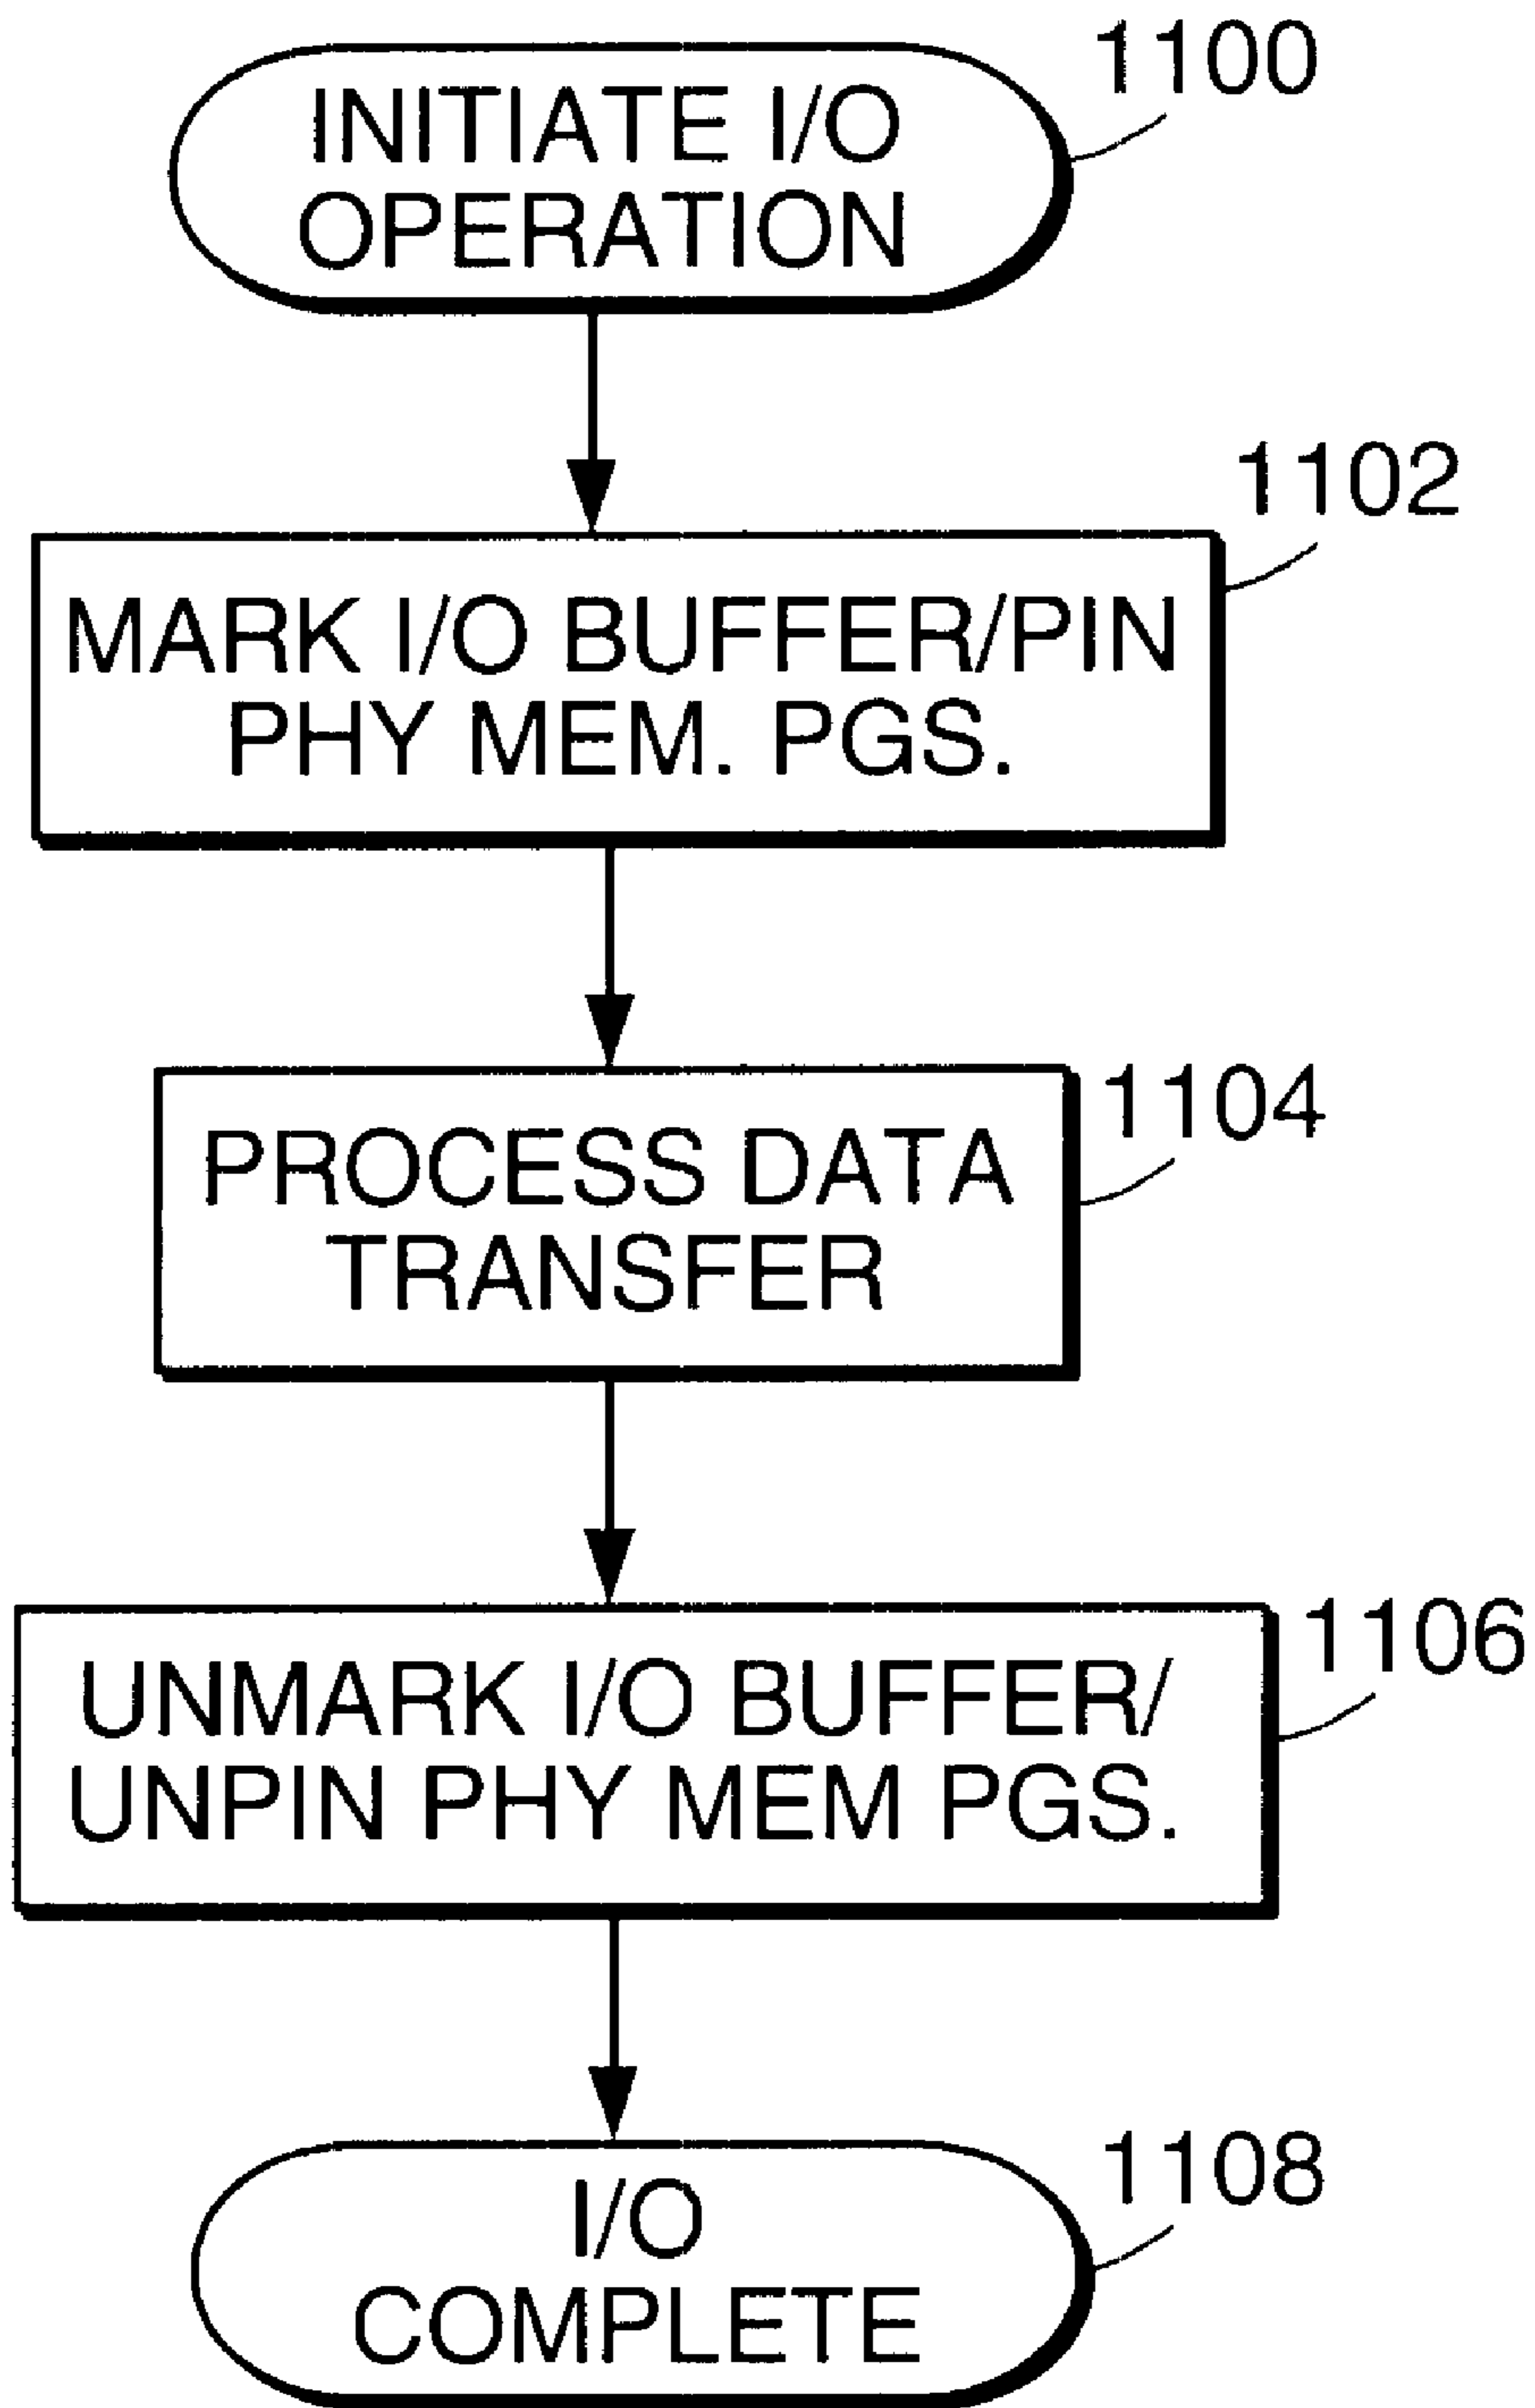 1100
INITIATE I/O
OPERATION
1102
MARK I/O BUFFER/PIN
PHY MEM. PGS.
1104
PROCESS DATA
TRANSFER
1106
UNMARK I/O BUFFER/
UNPIN PHY MEM PGS.
1108
I/O
COMPLETE